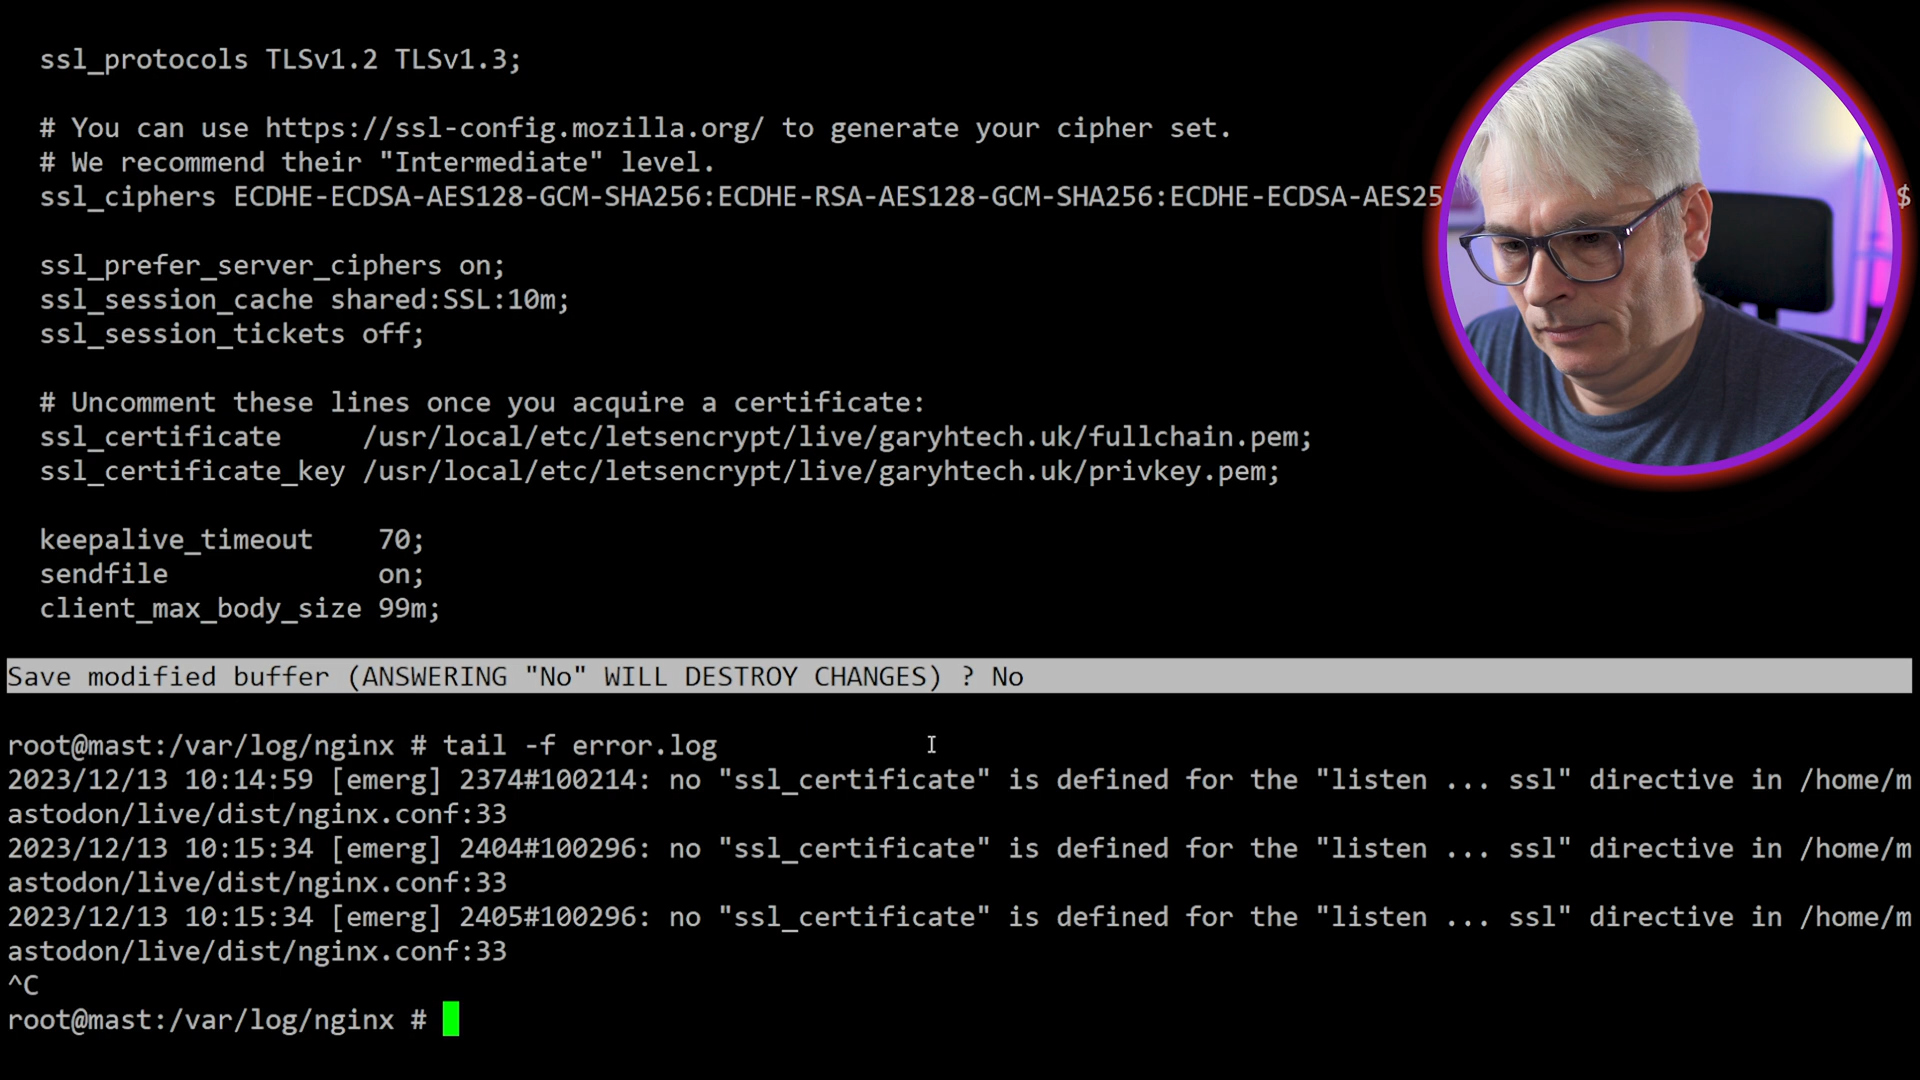 ssl_protocols TLSv1.2 TLSv1.3;
# You can use https://ssl-config.mozilla.org/ to generate your cipher set.
# We recommend their "Intermediate" level.
ssl_ciphers ECDHE-ECDSA-AES128-GCM-SHA256:ECDHE-RSA-AES128-GCM-SHA256:ECDHE-ECDSA-AES25 $
ssl_prefer_server_ciphers on;
ssl_session_cache shared:SSL:10m;
ssl_session_tickets off;
# Uncomment these lines once you acquire a certificate:
ssl_certificate     /usr/local/etc/letsencrypt/live/garyhtech.uk/fullchain.pem;
ssl_certificate_key /usr/local/etc/letsencrypt/live/garyhtech.uk/privkey.pem;
keepalive_timeout    70;
sendfile             on;
client_max_body_size 99m;
Save modified buffer (ANSWERING "No" WILL DESTROY CHANGES) ? No
root@mast:/var/log/nginx # tail -f error.log
2023/12/13 10:14:59 [emerg] 2374#100214: no "ssl_certificate" is defined for the "listen ... ssl" directive in /home/m
astodon/live/dist/nginx.conf:33
2023/12/13 10:15:34 [emerg] 2404#100296: no "ssl_certificate" is defined for the "listen ... ssl" directive in /home/m
astodon/live/dist/nginx.conf:33
2023/12/13 10:15:34 [emerg] 2405#100296: no "ssl_certificate" is defined for the "listen ... ssl" directive in /home/m
astodon/live/dist/nginx.conf:33
^C
root@mast:/var/log/nginx #